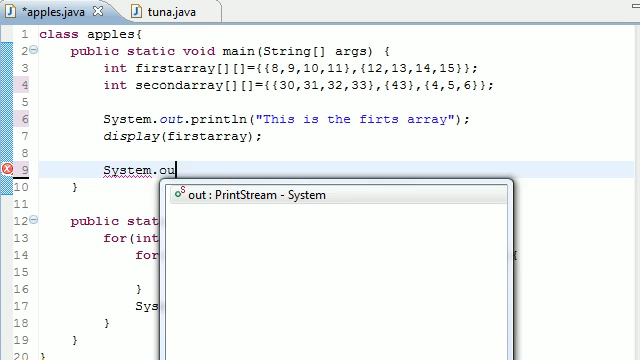 *apples.java tuna.java
1 class apples{
2 public static void main(String[] args) {
3 int firstarray[][]={{8,9,10,11},{12,13,14,15}};
4 int secondarray[][]={{30,31,32,33},{43},{4,5,6}};
5
6 System.out.println("This is the firts array");
7 display(firstarray);
8
9 System.ou
out : PrintStream - System
10 }
11
12 public stat
13 for(int
14 for {
15
16 }
17 Sys
18 }
19 }
20 }